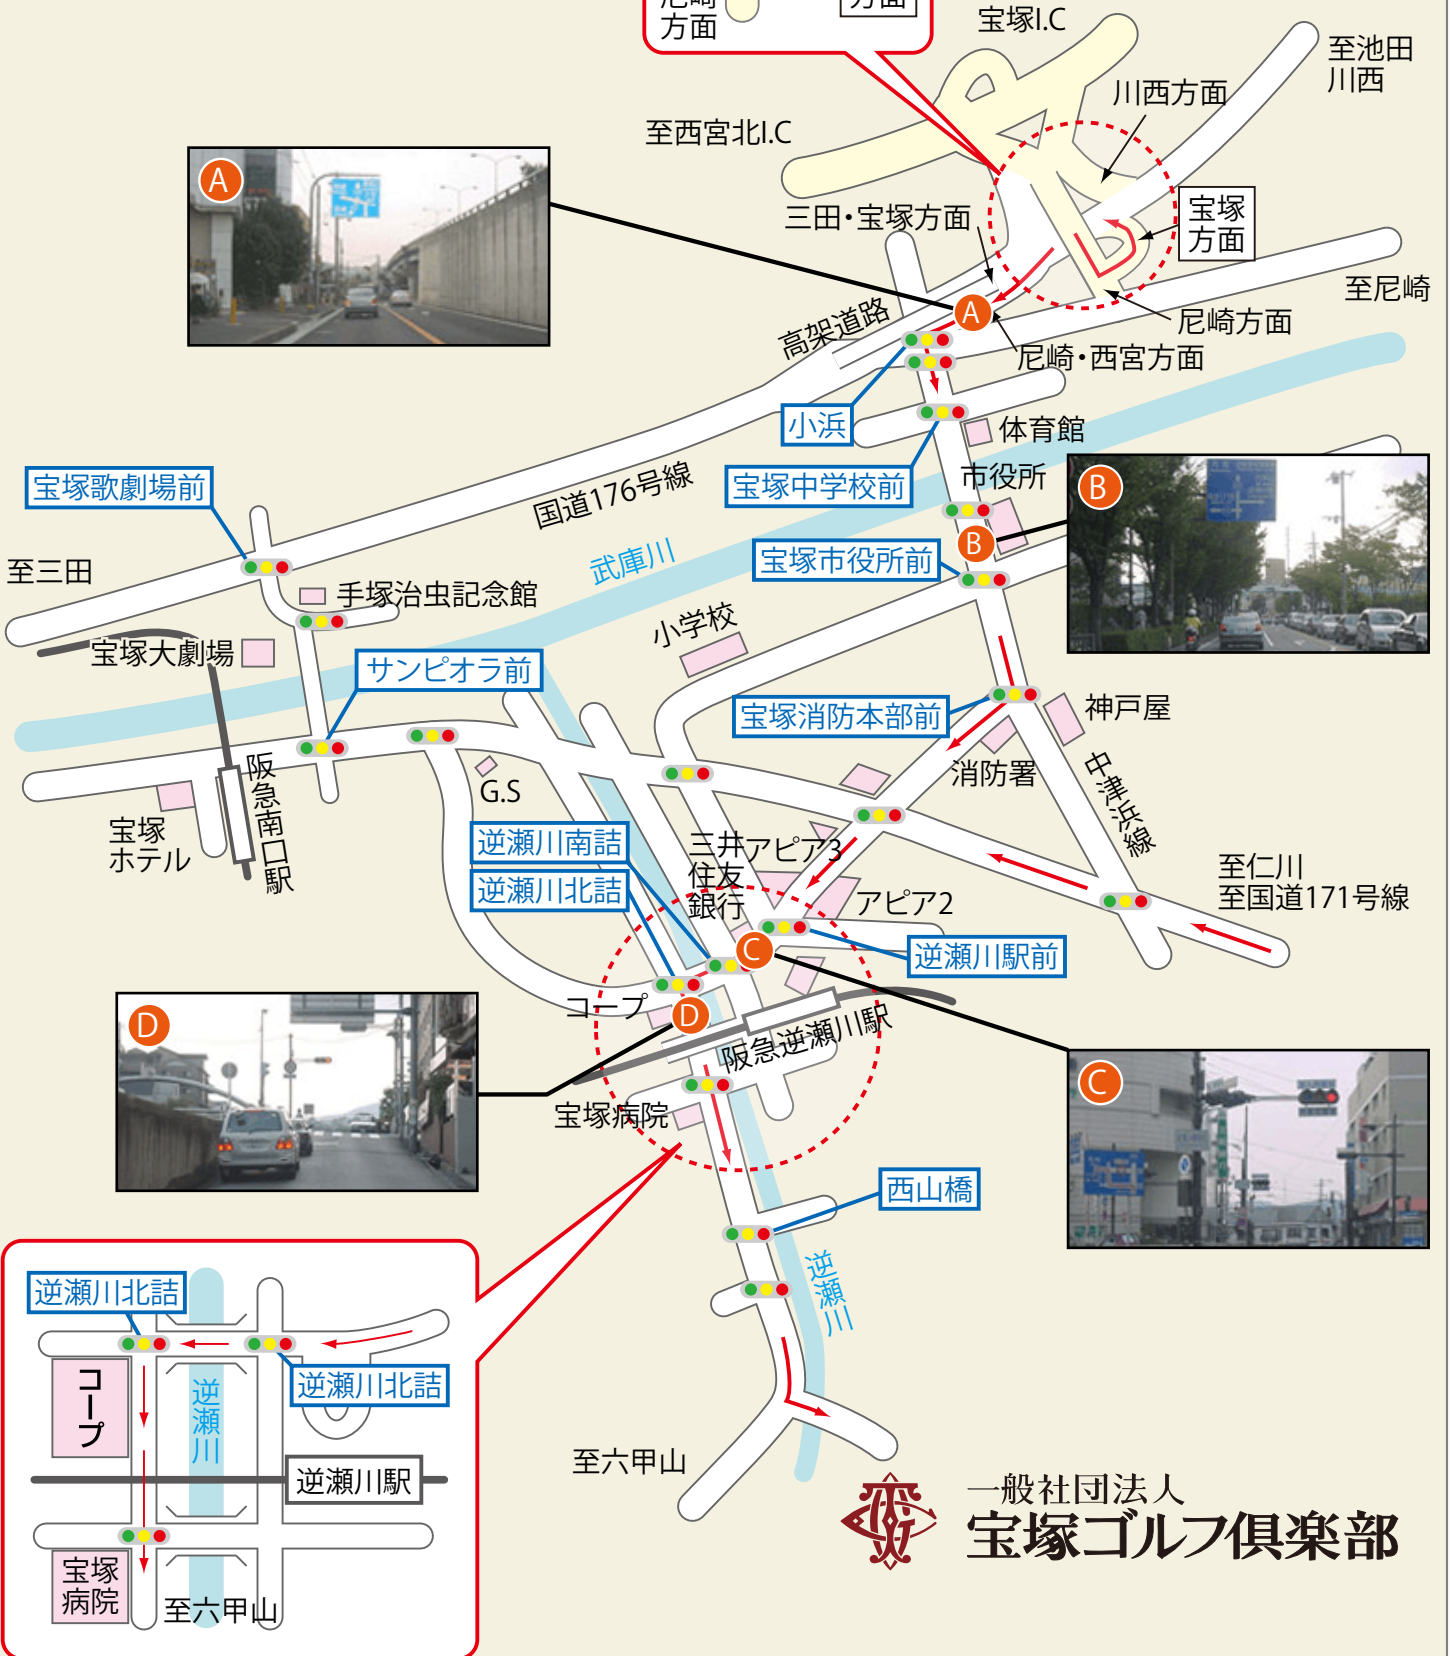 尼崎
方面
方面
宝塚I.C
至池田
川西
川西方面
至西宮北I.C
A
三田・宝塚方面
宝塚
方面
至尼崎
A
高架道路
尼崎方面
尼崎・西宮方面
小浜
体育館
宝塚歌劇場前
国道176号線
宝塚中学校前
市役所
B
B
至三田
武庫川
宝塚市役所前
手塚治虫記念館
小学校
宝塚大劇場
サンピオラ前
宝塚消防本部前
神戸屋
阪急南口駅
G.S
消防署
中津浜線
宝塚
ホテル
逆瀬川南詰
三井
住友
銀行
アピア3
逆瀬川北詰
アピア2
至仁川
至国道171号線
C
逆瀬川駅前
コープ
D
D
阪急逆瀬川駅
C
宝塚病院
西山橋
逆瀬川
逆瀬川北詰
逆瀬川北詰
コープ
逆瀬川
逆瀬川駅
宝塚
病院
至六甲山
至六甲山
一般社団法人
宝塚ゴルフ倶楽部